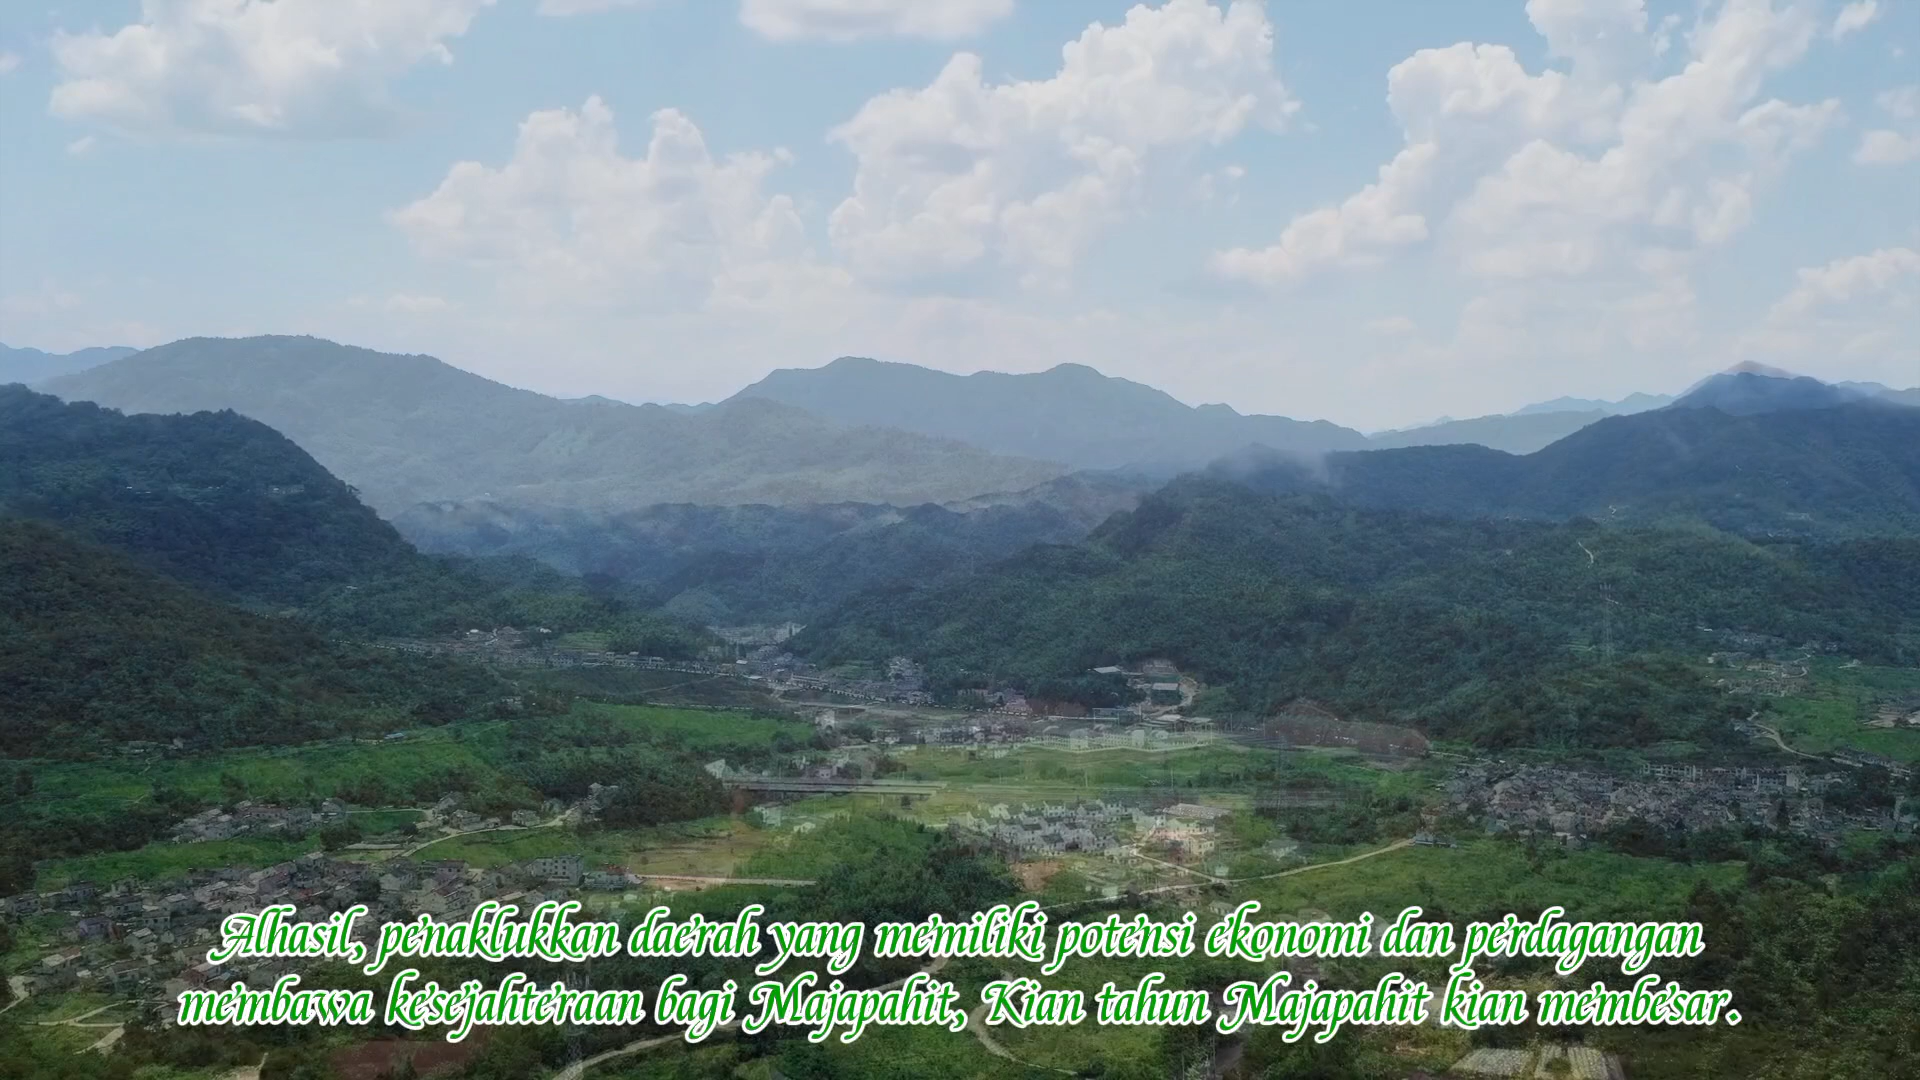 Alhasil, penaklukkan daerah yang memiliki potensi ekonomi dan perdagangan
membawa kesejahteraan bagi Majapahit, Kian tahun Majapahit kian membesar.